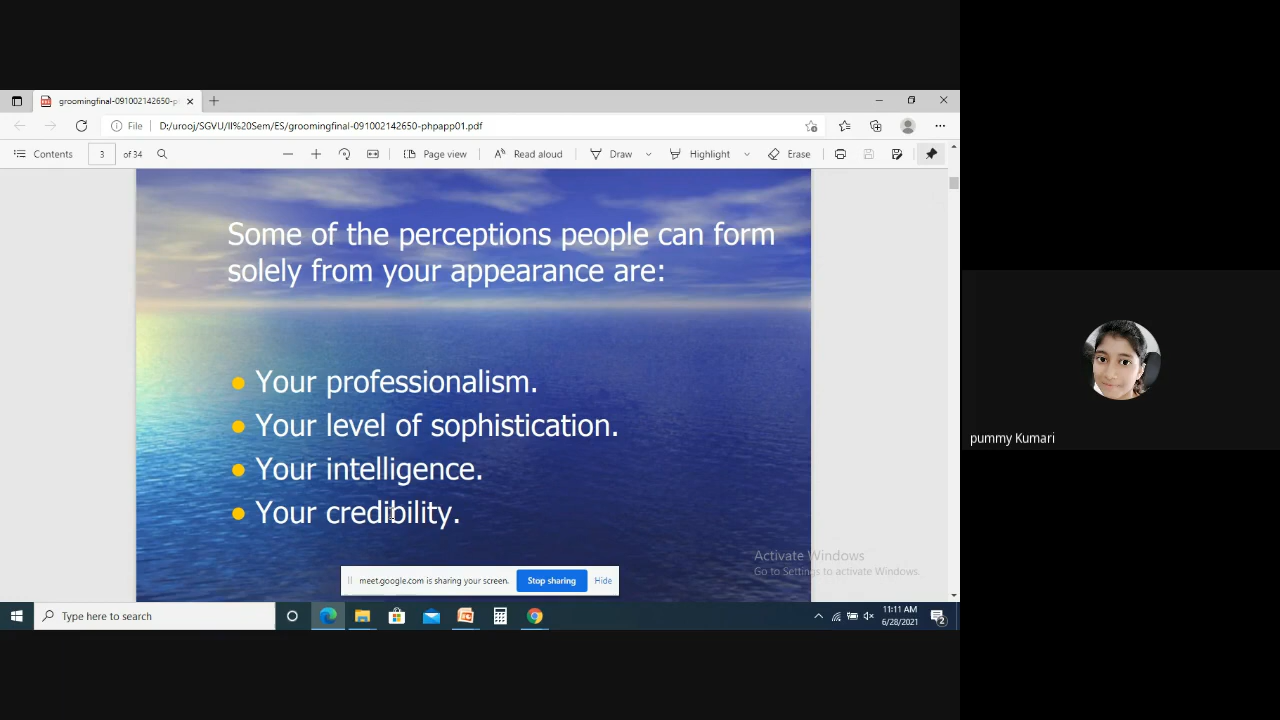 groomingfinal-091002142650-p
File
D:/urooj/SGVU/II%20Sem/ES/groomingfinal-091002142650-phpapp01.pdf
Contents
3
of 34
Page view
Read aloud
Draw
Highlight
Erase
Some of the perceptions people can form
solely from your appearance are:
Your professionalism.
Your level of sophistication.
Your intelligence.
Your credibility.
pummy Kumari
Activate Windows
Go to Settings to activate Windows.
meet.google.com is sharing your screen.
Stop sharing
Hide
Type here to search
11:11 AM
6/28/2021
2